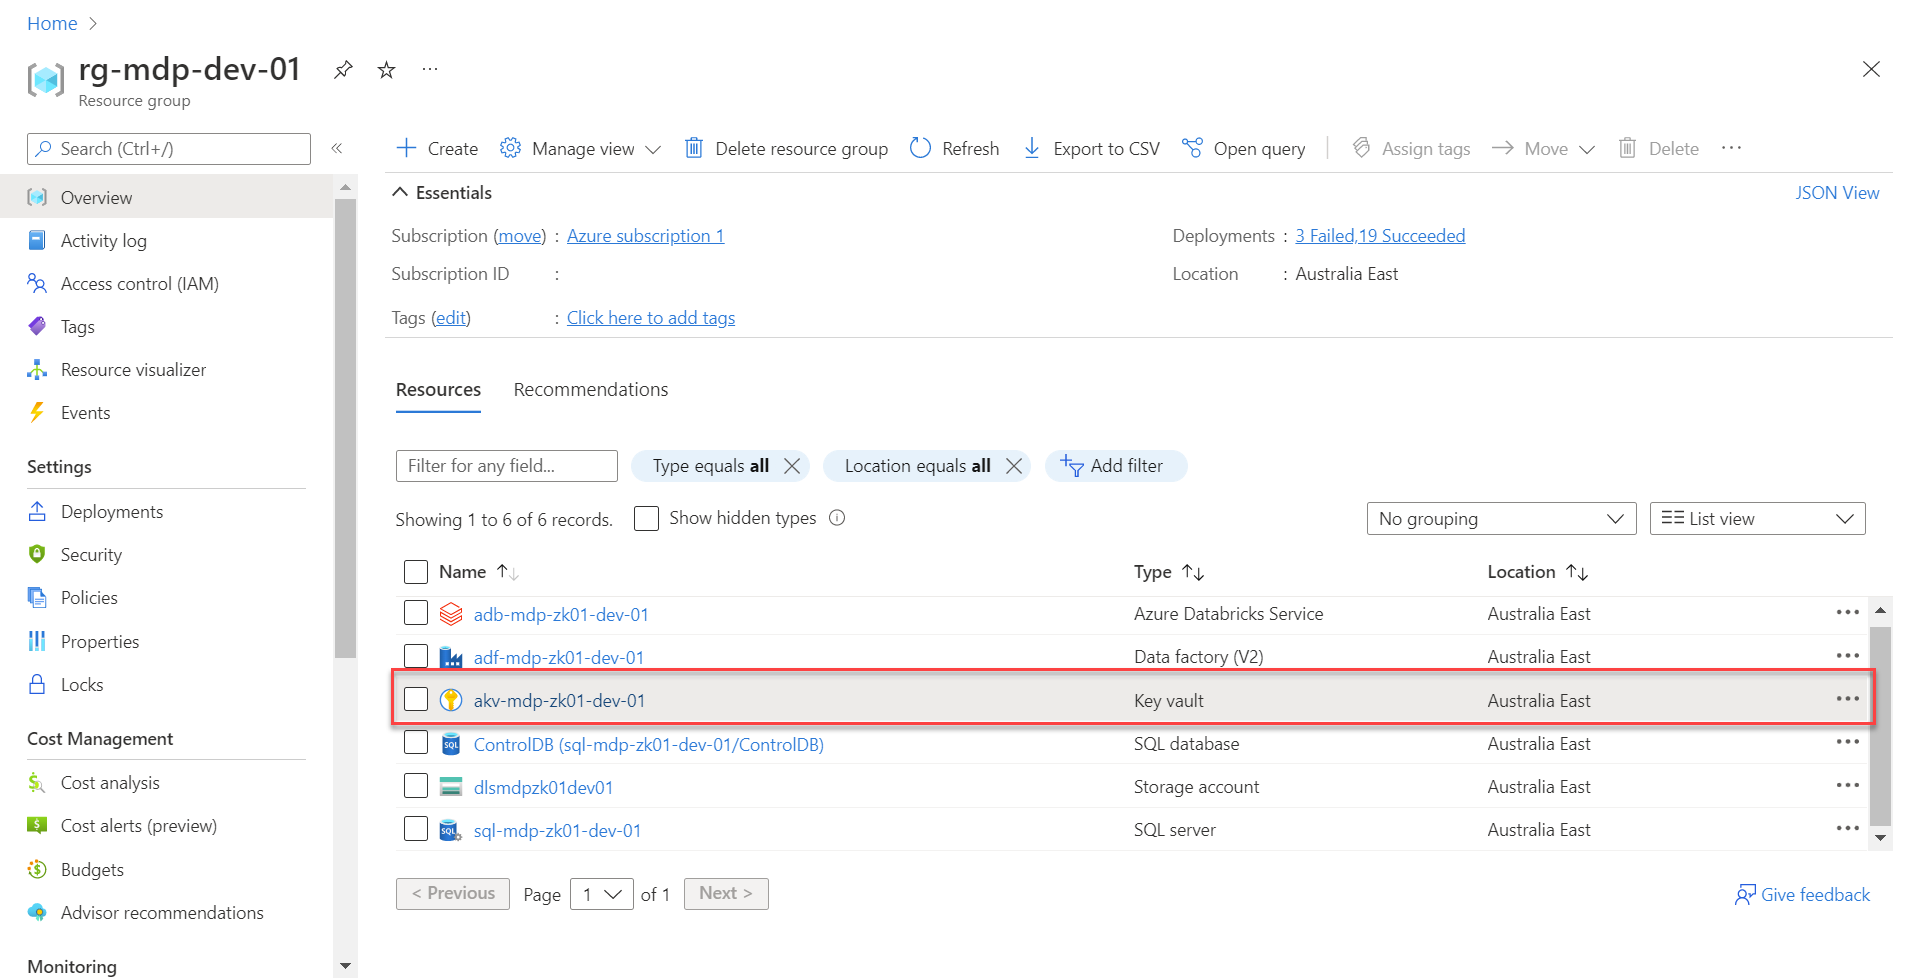 Home
rg-mdp-dev-01
Resource group
Search (Ctrl+/)
Overview
Activity log
Access control (IAM)
Tags
Resource visualizer
Events
Settings
Deployments
Security
Policies
Properties
Locks
Cost Management
Cost analysis
Cost alerts (preview)
Budgets
Advisor recommendations
Monitoring
Create Manage view Delete resource group Refresh Export to CSV Open query Assign tags Move Delete
Essentials JSON View
Subscription (move) : Azure subscription 1 Deployments : 3 Failed,19 Succeeded
Subscription ID : Location : Australia East
Tags (edit) : Click here to add tags
Resources Recommendations
Filter for any field... Type equals all Location equals all Add filter
Showing 1 to 6 of 6 records. Show hidden types No grouping List view
Name Type Location
adb-mdp-zk01-dev-01 Azure Databricks Service Australia East
adf-mdp-zk01-dev-01 Data factory (V2) Australia East
akv-mdp-zk01-dev-01 Key vault Australia East
SQL ControlDB (sql-mdp-zk01-dev-01/ControlDB) SQL database Australia East
dlsmdpzk01dev01 Storage account Australia East
SQL sql-mdp-zk01-dev-01 SQL server Australia East
< Previous Page 1 of 1 Next > Give feedback